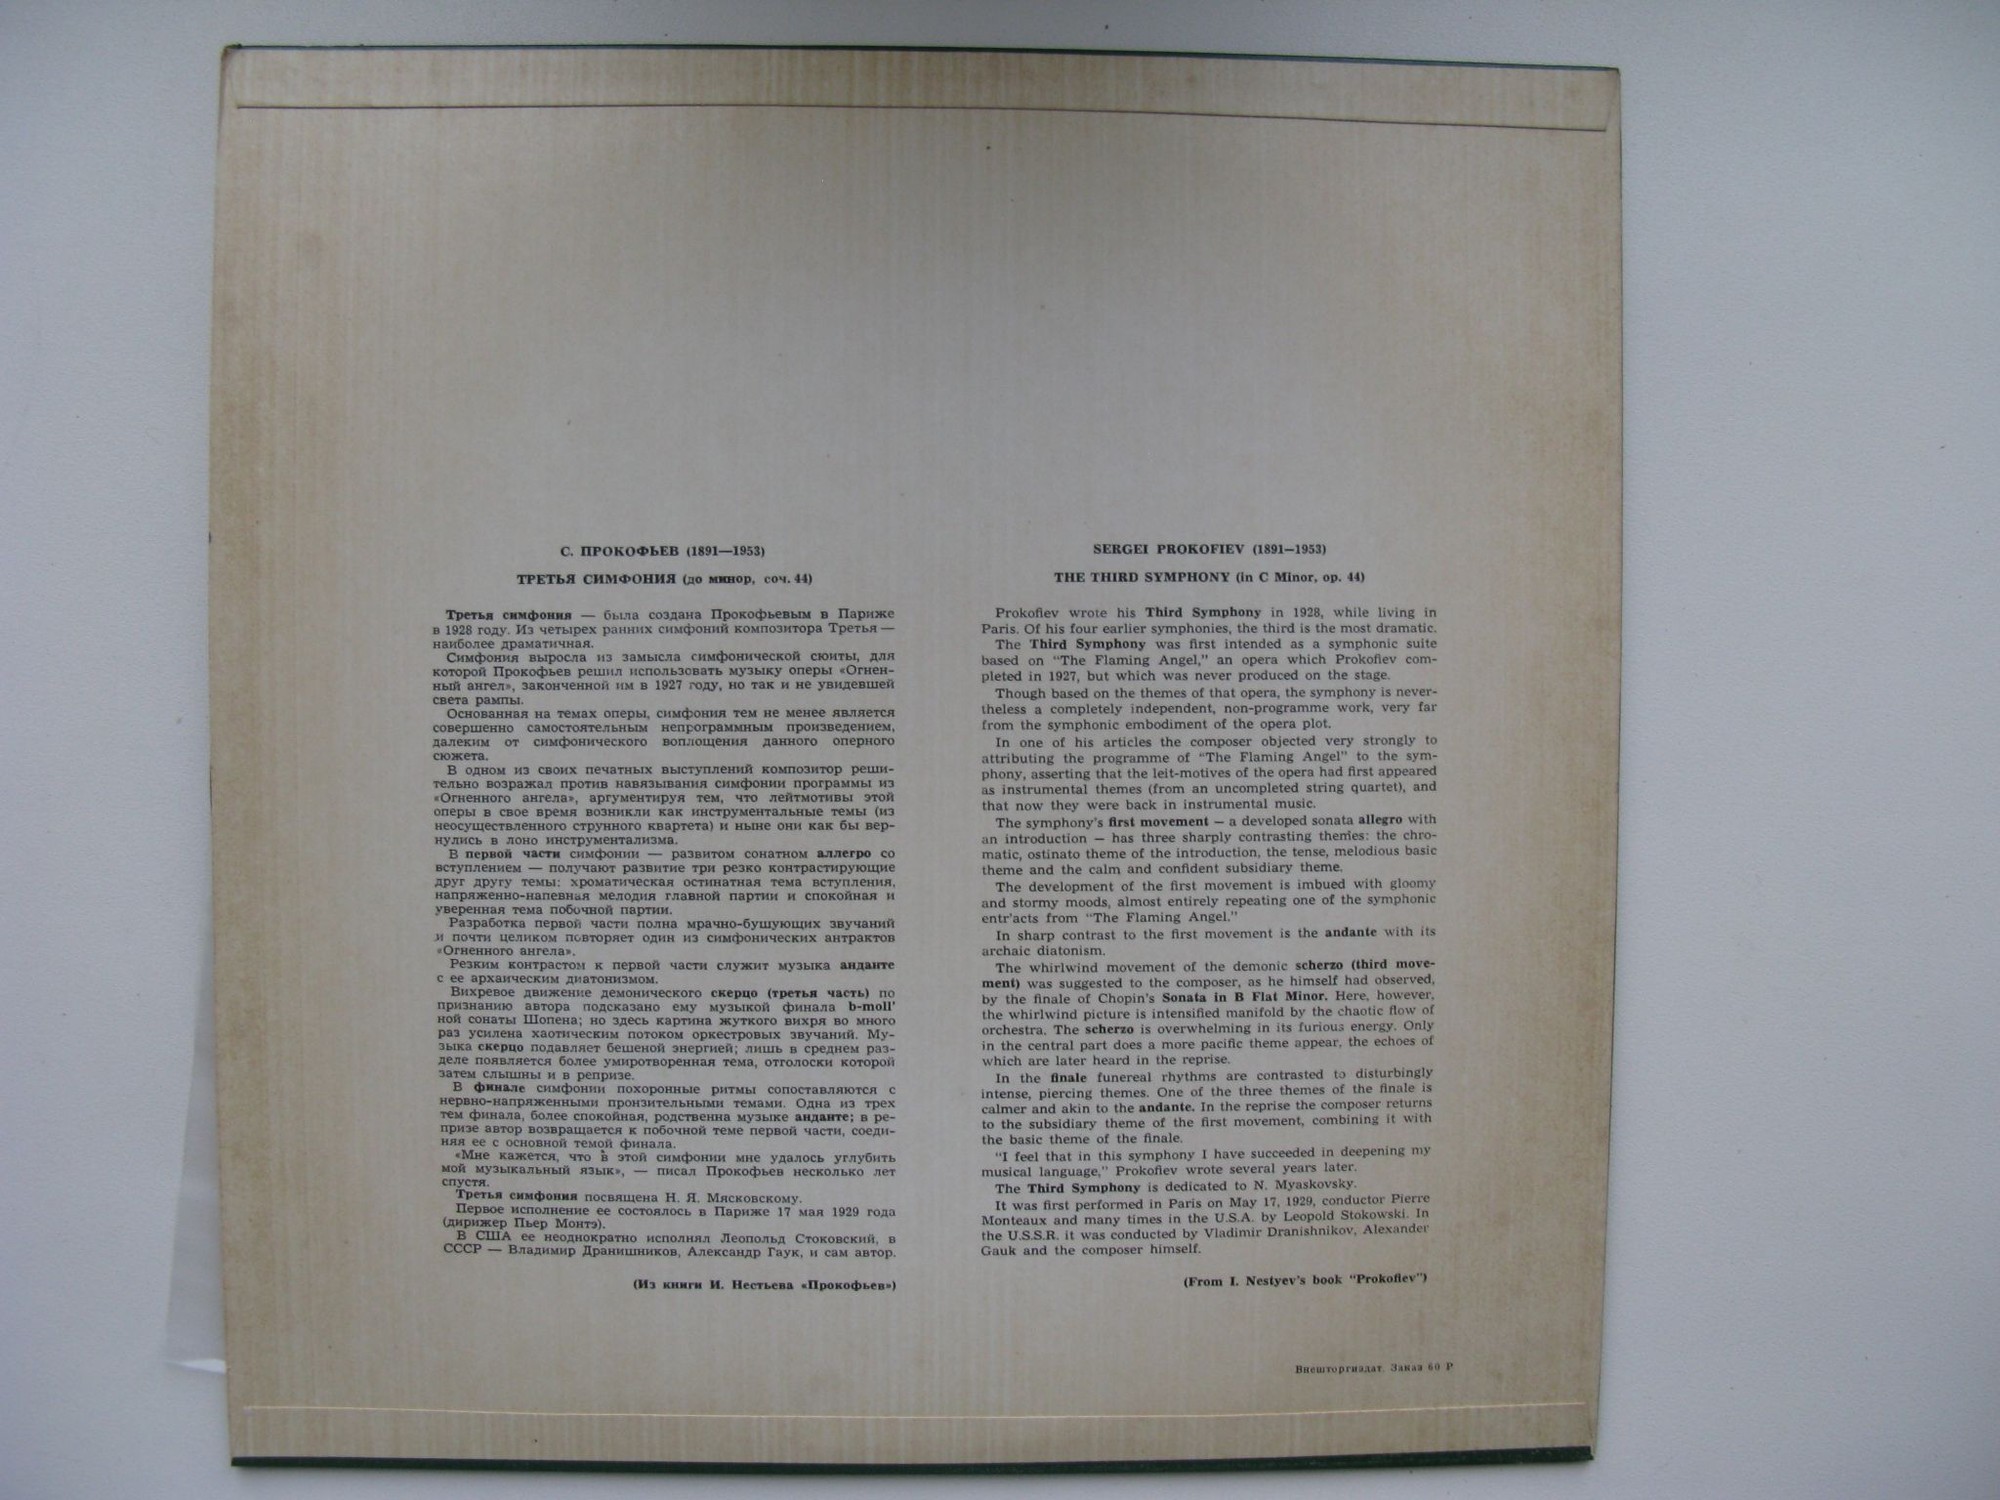 С. ПРОКОФЬЕВ (1891—1953)
ТРЕТЬЯ СИМФОНИЯ (до минор, соч. 44)
Третья симфония — была создана Прокофьевым в Париже
в 1928 году. Из четырех ранних симфоний композитора Третья —
наиболее драматичная.
Симфония выросла из замысла симфонической сюиты, для
которой Прокофьев решил использовать музыку оперы «Огнен-
ный ангел», законченной им в 1927 году, но так и не увидевшей
света рампы.
Основанная на темах оперы, симфония тем не менее является
совершенно самостоятельным непрограммным произведением,
далеким от симфонического воплощения данного оперного
сюжета.
В одном из своих печатных выступлений композитор реши-
тельно возражал против навязывания симфонии программы из
«Огненного ангела», аргументируя тем, что лейтмотивы этой
оперы в свое время возникли как инструментальные темы (из
неосуществленного струнного квартета) и ныне они как бы вер-
нулись в лоно инструментализма.
В первой части симфонии — развитом сонатном аллегро со
вступлением — получают развитие три резко контрастирующие
друг другу темы: хроматическая остинатная тема вступления,
напряженно-напевная мелодия главной партии и спокойная и
уверенная тема побочной партии.
Разработка первой части полна мрачно-бушующих звучаний
и почти целиком повторяет один из симфонических антрактов
«Огненного ангела».
Резким контрастом к первой части служит музыка анданте
с ее архаическим диатонизмом.
Вихревое движение демонического скерцо (третья часть) по
признанию автора подсказано ему музыкой финала b-moll'
ной сонаты Шопена; но здесь картина жуткого вихря во много
раз усилена хаотическим потоком оркестровых звучаний. Му-
зыка скерцо подавляет бешеной энергией; лишь в среднем раз-
деле появляется более умиротворенная тема, отголоски которой
затем слышны и в репризе.
В финале симфонии похоронные ритмы сопоставляются с
нервно-напряженными пронзительными темами. Одна из трех
тем финала, более спокойная, родственна музыке анданте; в ре-
призе автор возвращается к побочной теме первой части, соеди-
няя ее с основной темой финала.
«Мне кажется, что в этой симфонии мне удалось углубить
мой музыкальный язык», — писал Прокофьев несколько лет
спустя.
Третья симфония посвящена Н. Я. Мясковскому.
Первое исполнение ее состоялось в Париже 17 мая 1929 года
(дирижер Пьер Монтэ).
В США ее неоднократно исполнял Леопольд Стоковский, в
СССР — Владимир Дранишников, Александр Гаук, и сам автор.
(Из книги И. Нестьева «Прокофьев»)
SERGEI PROKOFIEV (1891—1953)
THE THIRD SYMPHONY (in C Minor, op. 44)
Prokofiev wrote his Third Symphony in 1928, while living in
Paris. Of his four earlier symphonies, the third is the most dramatic.
The Third Symphony was first intended as a symphonic suite
based on "The Flaming Angel," an opera which Prokofiev com-
pleted in 1927, but which was never produced on the stage.
Though based on the themes of that opera, the symphony is never-
theless a completely independent, non-programme work, very far
from the symphonic embodiment of the opera plot.
In one of his articles the composer objected very strongly to
attributing the programme of "The Flaming Angel" to the sym-
phony, asserting that the leit-motives of the opera had first appeared
as instrumental themes (from an uncompleted string quartet), and
that now they were back in instrumental music.
The symphony's first movement — a developed sonata allegro with
an introduction — has three sharply contrasting themes: the chro-
matic, ostinato theme of the introduction, the tense, melodious basic
theme and the calm and confident subsidiary theme.
The development of the first movement is imbued with gloomy
and stormy moods, almost entirely repeating one of the symphonic
entr'acts from "The Flaming Angel."
In sharp contrast to the first movement is the andante with its
archaic diatonism.
The whirlwind movement of the demonic scherzo (third move-
ment) was suggested to the composer, as he himself had observed,
by the finale of Chopin's Sonata in B Flat Minor. Here, however,
the whirlwind picture is intensified manifold by the chaotic flow of
orchestra. The scherzo is overwhelming in its furious energy. Only
in the central part does a more pacific theme appear, the echoes of
which are later heard in the reprise.
In the finale funereal rhythms are contrasted to disturbingly
intense, piercing themes. One of the three themes of the finale is
calmer and akin to the andante. In the reprise the composer returns
to the subsidiary theme of the first movement, combining it with
the basic theme of the finale.
"I feel that in this symphony I have succeeded in deepening my
musical language," Prokofiev wrote several years later.
The Third Symphony is dedicated to N. Myaskovsky.
It was first performed in Paris on May 17, 1929, conductor Pierre
Monteaux and many times in the U.S.A. by Leopold Stokowski. In
the U.S.S.R. it was conducted by Vladimir Dranishnikov, Alexander
Gauk and the composer himself.
(From I. Nestyev's book "Prokofiev")
Внешторгиздат. Заказ 60 Р